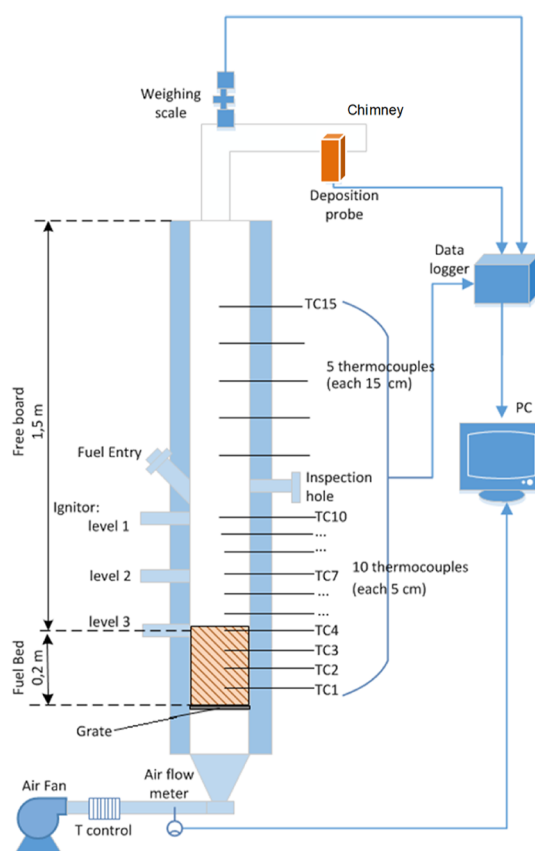 Weighing
scale
Chimney
Deposition
probe
Data
logger
TC15
5 thermocouples
(each 15 cm)
Free board
1,5 m
PC
Fuel Entry
Inspection
hole
Ignitor:
level 1
TC10
...
...
level 2
TC7
10 thermocouples
(each 5 cm)
...
...
level 3
TC4
TC3
Fuel Bed
0,2 m
TC2
TC1
Grate
Air Fan
Air flow
meter
T control